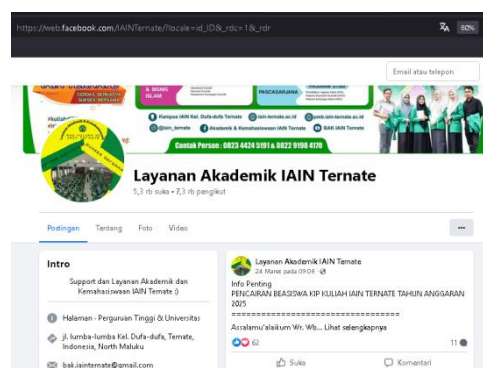 https://web.facebook.com/IAINTernate/?locale=id_ID&_rdc=1&_rdr
80%
Email atau telepon
& BISNIS
ISLAM
PASCASARJANA
Kampus IAIN Kel. Dufa-dufa Ternate iain-ternate.ac.id pmb.iain-ternate.ac.id
@iain_ternate Akademik & Kemahasiswaan IAIN Ternate BAK IAIN Ternate
Contak Person : 0823 4424 5191 & 0822 9198 4170
Layanan Akademik IAIN Ternate
5,3 rb suka • 7,3 rb pengikut
Postingan Tentang Foto Video
Intro
Support dan Layanan Akademik dan
Kemahasiswaan IAIN Ternate :)
Halaman · Perguruan Tinggi & Universitas
jl. lumba-lumba Kel. Dufa-dufa, Ternate,
Indonesia, North Maluku
bak.iainternate@gmail.com
Layanan Akademik IAIN Ternate
24 Maret pada 09.09 ·
Info Penting
PENCAIRAN BEASISWA KIP KULIAH IAIN TERNATE TAHUN ANGGARAN
2025
==================================
Assalamu'alaikum Wr. Wb... Lihat selengkapnya
62
11
Suka
Komentari